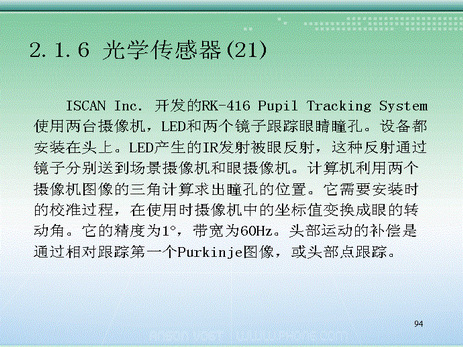 2.1.6 光学传感器(21)
ISCAN Inc. 开发的RK-416 Pupil Tracking System
使用两台摄像机，LED和两个镜子跟踪眼睛瞳孔。设备都
安装在头上。LED产生的IR发射被眼反射，这种反射通过
镜子分别送到场景摄像机和眼摄像机。计算机利用两个
摄像机图像的三角计算求出瞳孔的位置。它需要安装时
的校准过程，在使用时摄像机中的坐标值变换成眼的转
动角。它的精度为1°，带宽为60Hz。头部运动的补偿是
通过相对跟踪第一个Purkinje图像，或头部点跟踪。
94